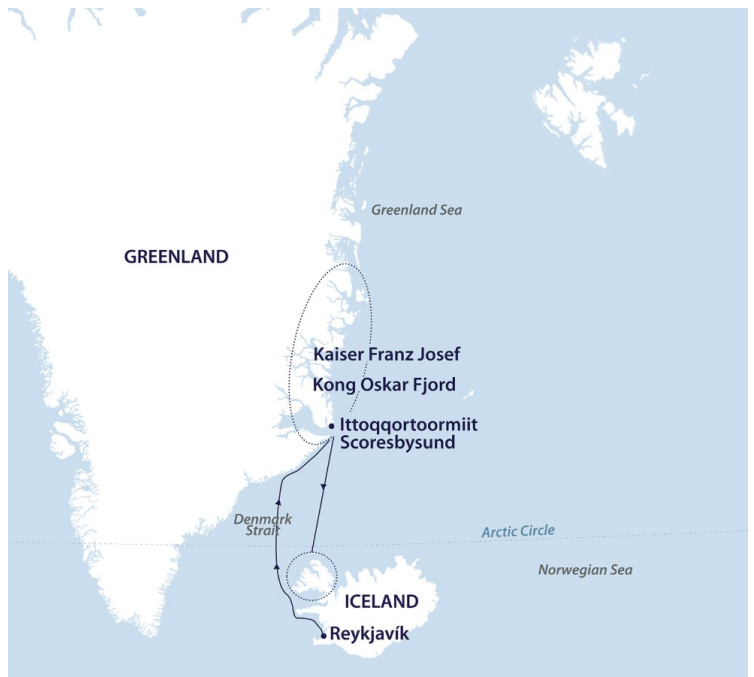 Greenland Sea
GREENLAND
Kaiser Franz Josef
Kong Oskar Fjord
Ittoqqortoormiit
Scoresbysund
Denmark
Strait
Arctic Circle
Norwegian Sea
ICELAND
Reykjavík